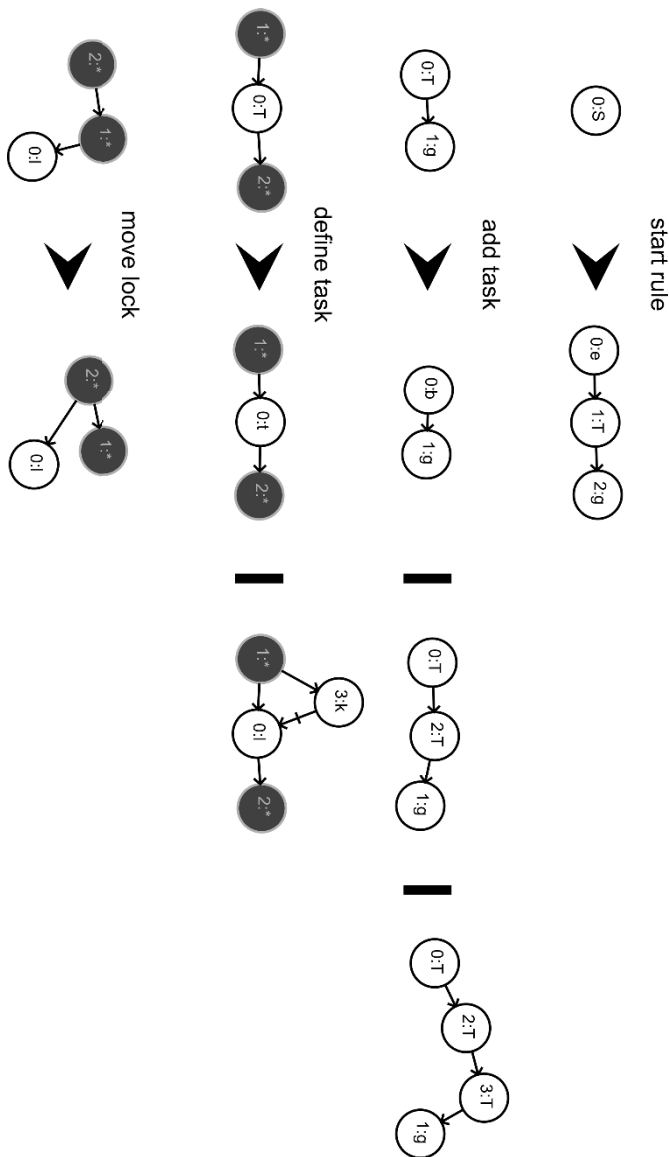 start rule
0:S 0:e 1:T 2:g
add task
0:T 1:g 0:b 1:g 0:T 2:T 1:g 0:T 2:T 3:T 1:g
define task
1:* 0:T 2:* 1:* 0:t 2:* 1:* 3:k 0:l 2:*
move lock
2:* 1:* 0:l 2:* 1:* 0:l